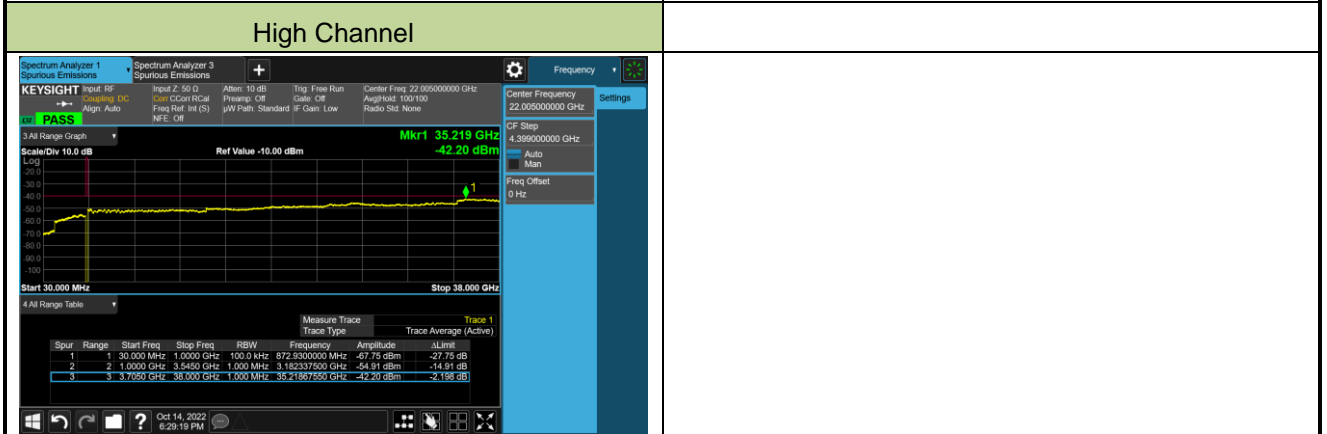 High Channel
Spectrum Analyzer 1
Spurious Emissions
Spectrum Analyzer 3
Spurious Emissions
+
Frequency
KEYSIGHT
Input: RF
Coupling: DC
Align: Auto
Input Z: 50 Ω
Corr CCorr RCal
Freq Ref: Int (S)
NFE: Off
Atten: 10 dB
Preamp: Off
µW Path: Standard
Trig: Free Run
Gate: Off
IF Gain: Low
Center Freq: 22.005000000 GHz
Avg|Hold: 100/100
Radio Std: None
PASS
Center Frequency
22.005000000 GHz
Settings
CF Step
4.399000000 GHz
Auto
Man
Freq Offset
0 Hz
3 All Range Graph
Mkr1 35.219 GHz
Scale/Div 10.0 dB
Ref Value -10.00 dBm
-42.20 dBm
Log
-20.0
-30.0
1
-40.0
-50.0
-60.0
-70.0
-80.0
-90.0
-100
Start 30.000 MHz
Stop 38.000 GHz
4 All Range Table
Measure Trace Trace 1
Trace Type Trace Average (Active)
Spur Range Start Freq Stop Freq RBW Frequency Amplitude ΔLimit
1 1 30.000 MHz 1.0000 GHz 100.0 kHz 872.9300000 MHz -67.75 dBm -27.75 dB
2 2 1.0000 GHz 3.5450 GHz 1.000 MHz 3.182337500 GHz -54.91 dBm -14.91 dB
3 3 3.7050 GHz 38.000 GHz 1.000 MHz 35.21867550 GHz -42.20 dBm -2.198 dB
?
Oct 14, 2022
6:29:19 PM